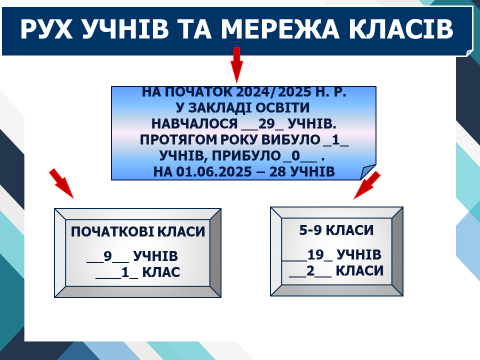 РУХ УЧНІВ ТА МЕРЕЖА КЛАСІВ
НА ПОЧАТОК 2024/2025 Н. Р.
У ЗАКЛАДІ ОСВІТИ
НАВЧАЛОСЯ __29_ УЧНІВ.
ПРОТЯГОМ РОКУ ВИБУЛО _1_
УЧНІВ, ПРИБУЛО _0__ .
НА 01.06.2025 – 28 УЧНІВ
ПОЧАТКОВІ КЛАСИ
__9__ УЧНІВ
___1_ КЛАС
5-9 КЛАСИ
___19_ УЧНІВ
__2__ КЛАСИ